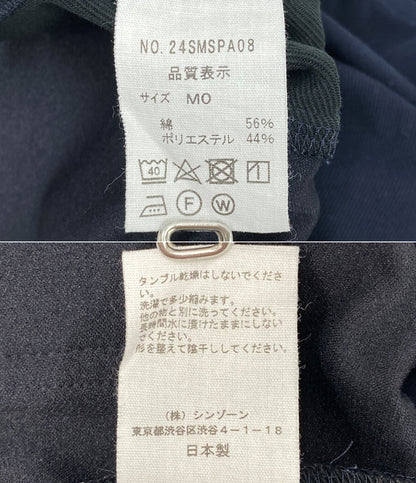 NO.24SMSPA08
品質表示
サイズ MO
綿 56%
ポリエステル 44%
40
F W
タンブル乾燥はしないでくださ
い。
洗濯で多少縮みます。
他の物と別に洗ってください。
長時間水に漬けたままにしないで
ください。
形を整えて陰干ししてください。
(株) シンゾーン
東京都渋谷区渋谷4-1-18
日本製